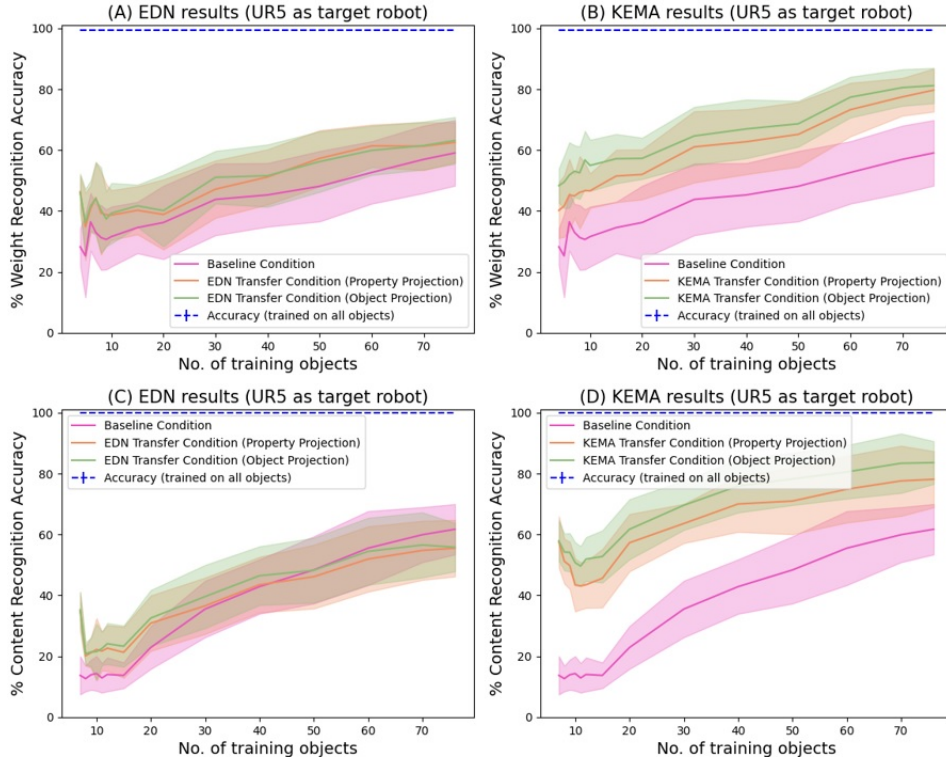 (A) EDN results (UR5 as target robot)
% Weight Recognition Accuracy
100
80
60
40
20
0
Baseline Condition
EDN Transfer Condition (Property Projection)
EDN Transfer Condition (Object Projection)
Accuracy (trained on all objects)
10 20 30 40 50 60 70
No. of training objects
(B) KEMA results (UR5 as target robot)
% Weight Recognition Accuracy
100
80
60
40
20
0
Baseline Condition
KEMA Transfer Condition (Property Projection)
KEMA Transfer Condition (Object Projection)
Accuracy (trained on all objects)
10 20 30 40 50 60 70
No. of training objects
(C) EDN results (UR5 as target robot)
% Content Recognition Accuracy
100
80
60
40
20
0
Baseline Condition
EDN Transfer Condition (Property Projection)
EDN Transfer Condition (Object Projection)
Accuracy (trained on all objects)
10 20 30 40 50 60 70
No. of training objects
(D) KEMA results (UR5 as target robot)
% Content Recognition Accuracy
100
80
60
40
20
0
Baseline Condition
KEMA Transfer Condition (Property Projection)
KEMA Transfer Condition (Object Projection)
Accuracy (trained on all objects)
10 20 30 40 50 60 70
No. of training objects